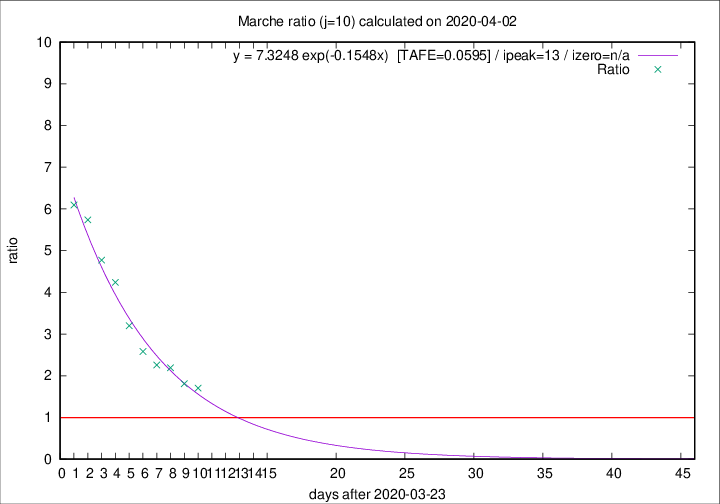 Marche ratio (j=10) calculated on 2020-04-02
y = 7.3248 exp(-0.1548x)  [TAFE=0.0595] / ipeak=13 / izero=n/a
Ratio
10
9
8
7
6
5
4
3
2
1
0
ratio
0 1 2 3 4 5 6 7 8 9 10 11 12 13 14 15 20 25 30 35 40 45
days after 2020-03-23